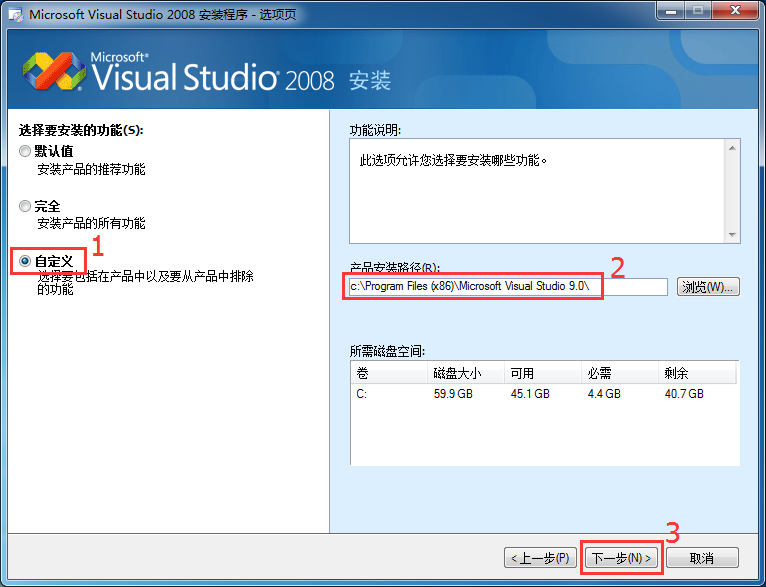 Microsoft Visual Studio 2008 安装程序 - 选项页
Microsoft®
Visual Studio® 2008 安装
选择要安装的功能(S):
默认值
安装产品的推荐功能
完全
安装产品的所有功能
1
自定义
选择要包括在产品中以及要从产品中排除
的功能
功能说明:
此选项允许您选择要安装哪些功能。
产品安装路径(R):
2
c:\Program Files (x86)\Microsoft Visual Studio 9.0\
浏览(W)...
所需磁盘空间:
卷 磁盘大小 可用 必需 剩余
C: 59.9 GB 45.1 GB 4.4 GB 40.7 GB
3
< 上一步(P) 下一步(N) > 取消